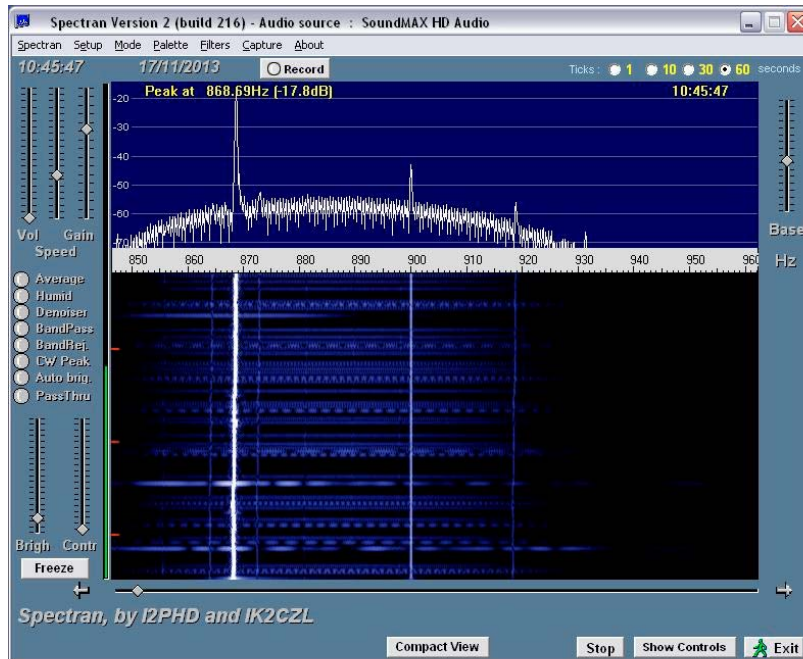 Spectran Version 2 (build 216) - Audio source : SoundMAX HD Audio
Spectran Setup Mode Palette Filters Capture About
10:45:47 17/11/2013 Record Ticks : 1 10 30 60 seconds
Peak at 868.69Hz (-17.8dB) 10:45:47
-20
-30
-40
-50
-60
-70
Vol Gain
Speed
Base
850 860 870 880 890 900 910 920 930 940 950 960
Hz
Average
Humid
Denoiser
BandPass
BandRej.
CW Peak
Auto brig.
PassThru
Brigh Contr
Freeze
Spectran, by I2PHD and IK2CZL
Compact View Stop Show Controls Exit